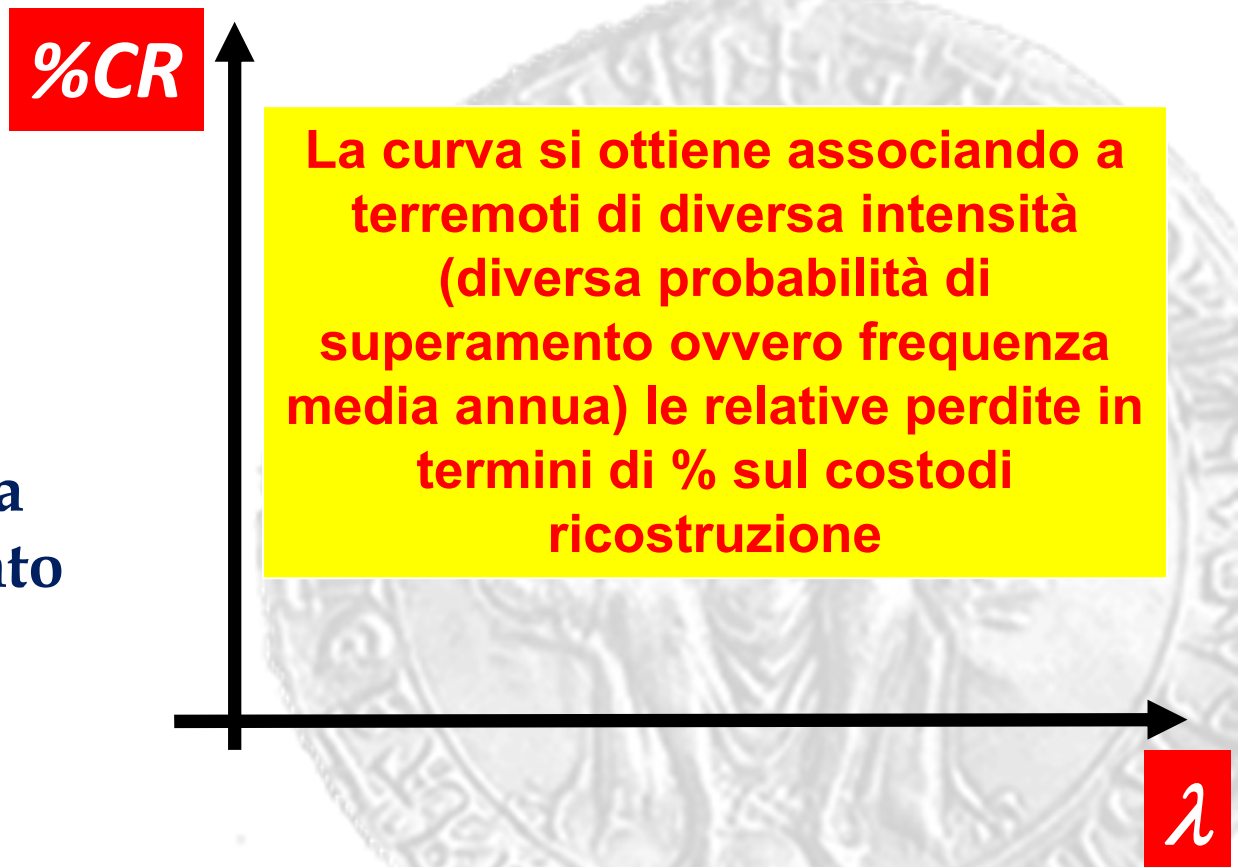 %CR
La curva si ottiene associando a
terremoti di diversa intensità
(diversa probabilità di
superamento ovvero frequenza
media annua) le relative perdite in
termini di % sul costodi
ricostruzione
a
nto
λ